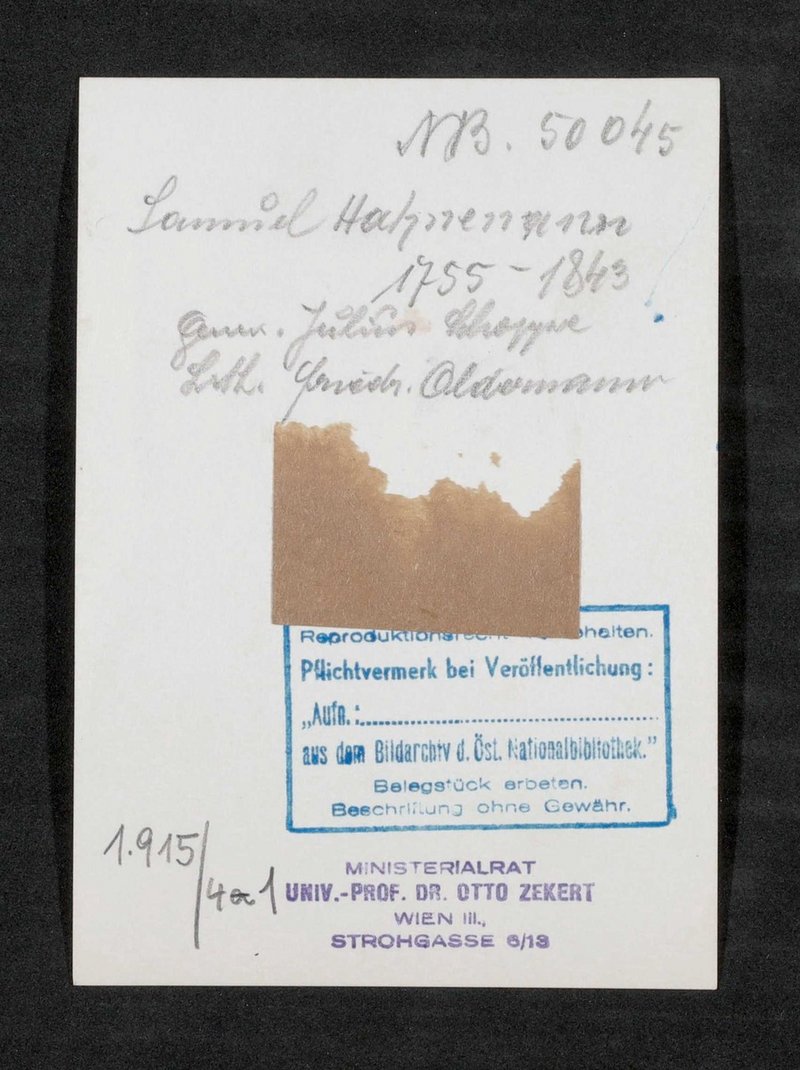 NB. 50045
Samuel Hahnemann
1755 - 1843
gem. Julius Schoppe
Lith. Friedr. Oldermann
Reproduktionsrecht behalten.
Pflichtvermerk bei Veröffentlichung:
„Aufn.:
aus dem Bildarchiv d. Öst. Nationalbibliothek."
Belegstück erbeten.
Beschriftung ohne Gewähr.
1.915/
4a1
MINISTERIALRAT
UNIV.-PROF. DR. OTTO ZEKERT
WIEN III.,
STROHGASSE 6/13